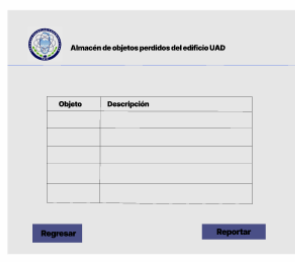 Almacén de objetos perdidos del edificio UAD
Objeto Descripción
Regresar Reportar